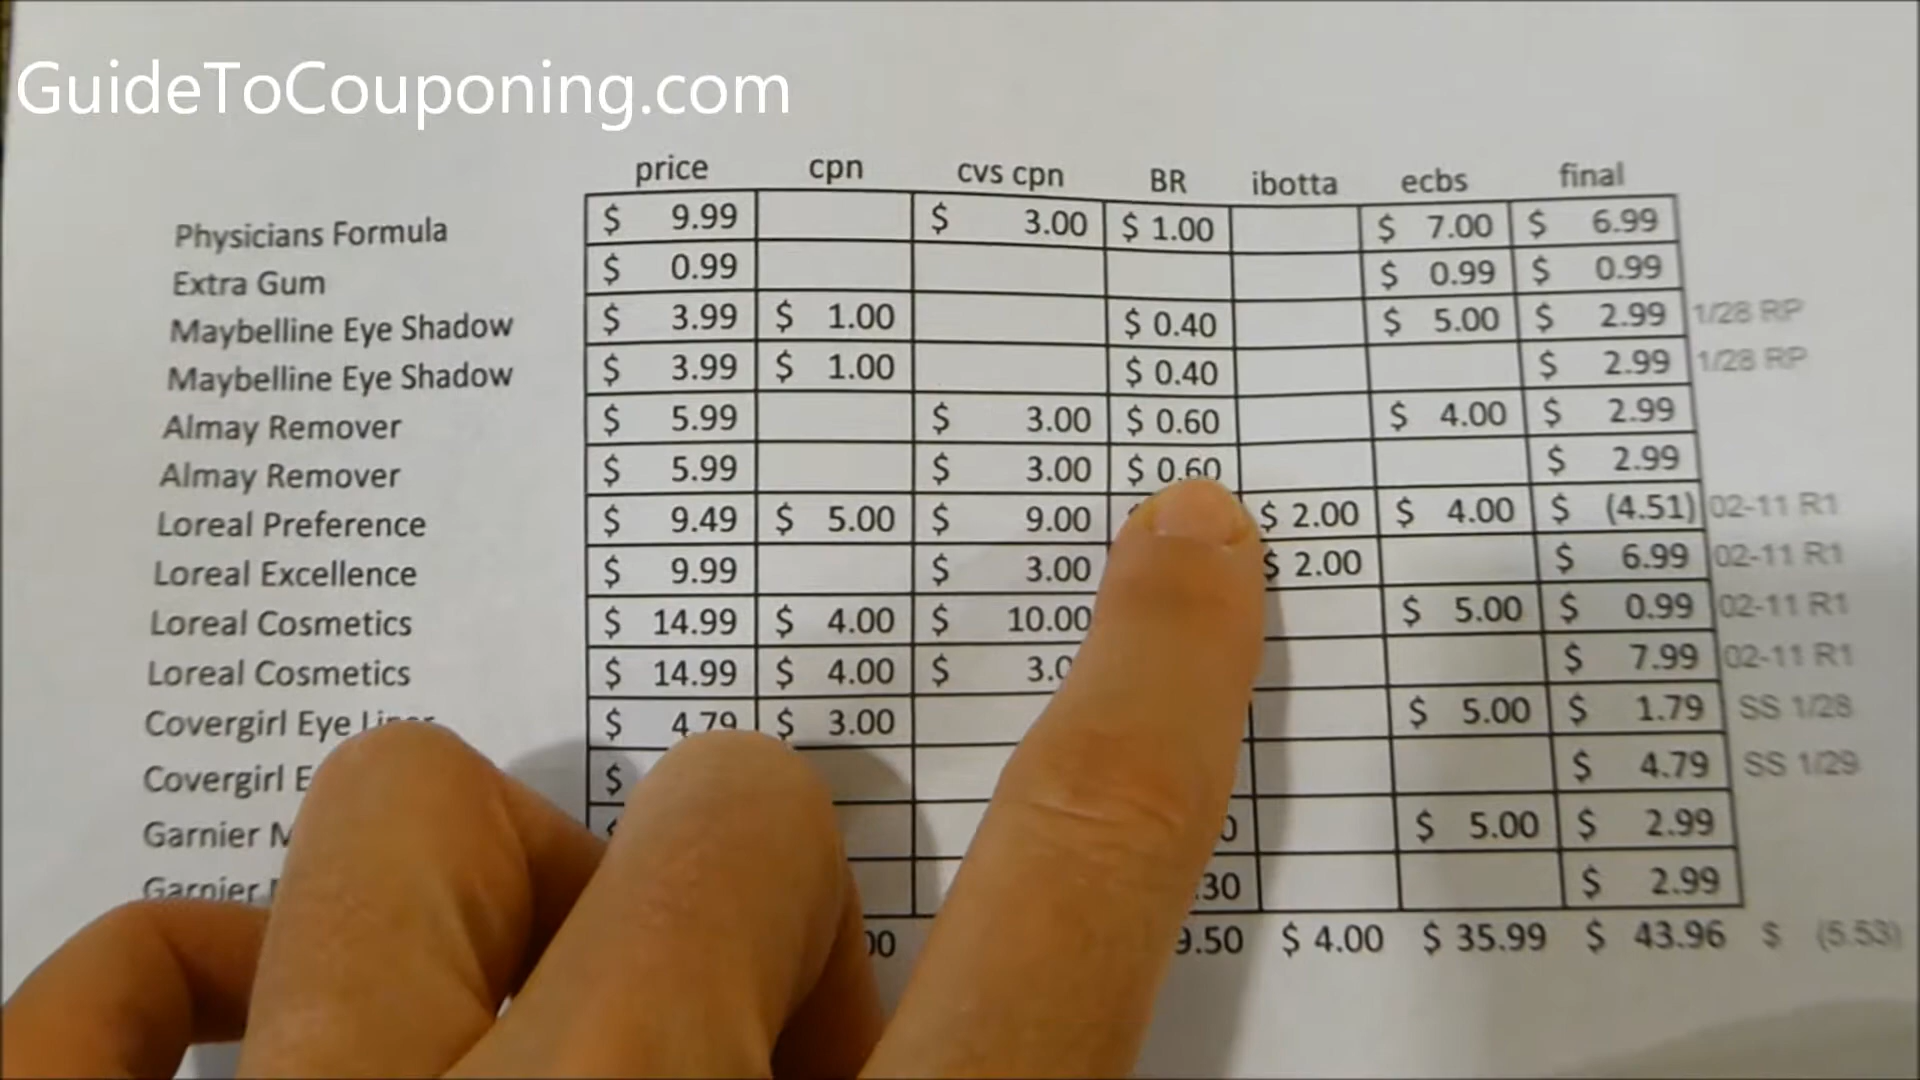 GuideToCouponing.com
price cpn cvs cpn BR ibotta ecbs final
Physicians Formula $ 9.99 $ 3.00 $ 1.00 $ 7.00 $ 6.99
Extra Gum $ 0.99 $ 0.99 $ 0.99
Maybelline Eye Shadow $ 3.99 $ 1.00 $ 0.40 $ 5.00 $ 2.99 1/28 RP
Maybelline Eye Shadow $ 3.99 $ 1.00 $ 0.40 $ 2.99 1/28 RP
Almay Remover $ 5.99 $ 3.00 $ 0.60 $ 4.00 $ 2.99
Almay Remover $ 5.99 $ 3.00 $ 0.60 $ 2.99
Loreal Preference $ 9.49 $ 5.00 $ 9.00 $ 2.00 $ 4.00 $ (4.51) 02-11 R1
Loreal Excellence $ 9.99 $ 3.00 $ 2.00 $ 6.99 02-11 R1
Loreal Cosmetics $ 14.99 $ 4.00 $ 10.00 $ 5.00 $ 0.99 02-11 R1
Loreal Cosmetics $ 14.99 $ 4.00 $ 3.0 $ 7.99 02-11 R1
Covergirl Eye Liner $ 4.79 $ 3.00 $ 5.00 $ 1.79 SS 1/28
Covergirl $ $ 4.79 SS 1/29
Garnier $ 5.00 $ 2.99
Garnier .30 $ 2.99
00 9.50 $ 4.00 $ 35.99 $ 43.96 $ (5.53)